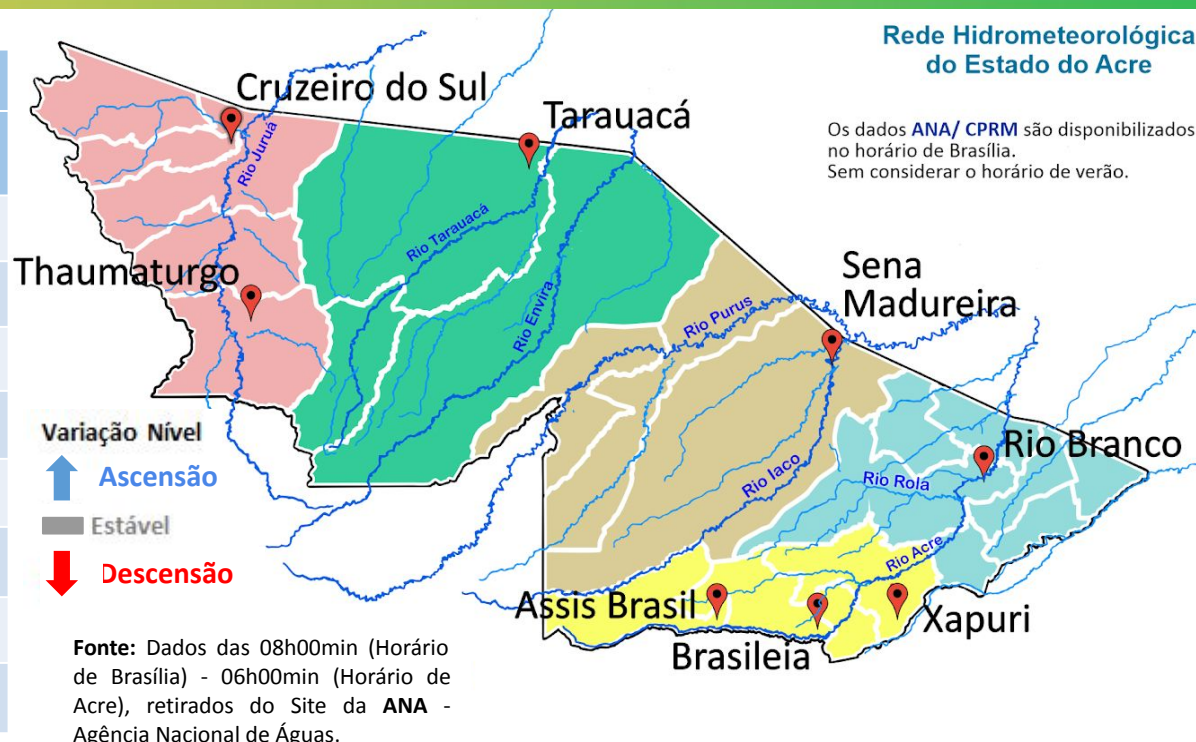 Rede Hidrometeorológica
do Estado do Acre
Os dados ANA/ CPRM são disponibilizados
no horário de Brasília.
Sem considerar o horário de verão.
Cruzeiro do Sul
Tarauacá
Rio Juruá
Rio Tarauacá
Thaumaturgo
Rio Envira
Sena
Madureira
Rio Purus
Variação Nível
Ascensão
Estável
Descensão
Rio Branco
Rio Iaco
Rio Rola
Rio Acre
Assis Brasil
Xapuri
Brasileia
Fonte: Dados das 08h00min (Horário
de Brasília) - 06h00min (Horário de
Acre), retirados do Site da ANA -
Agência Nacional de Águas.